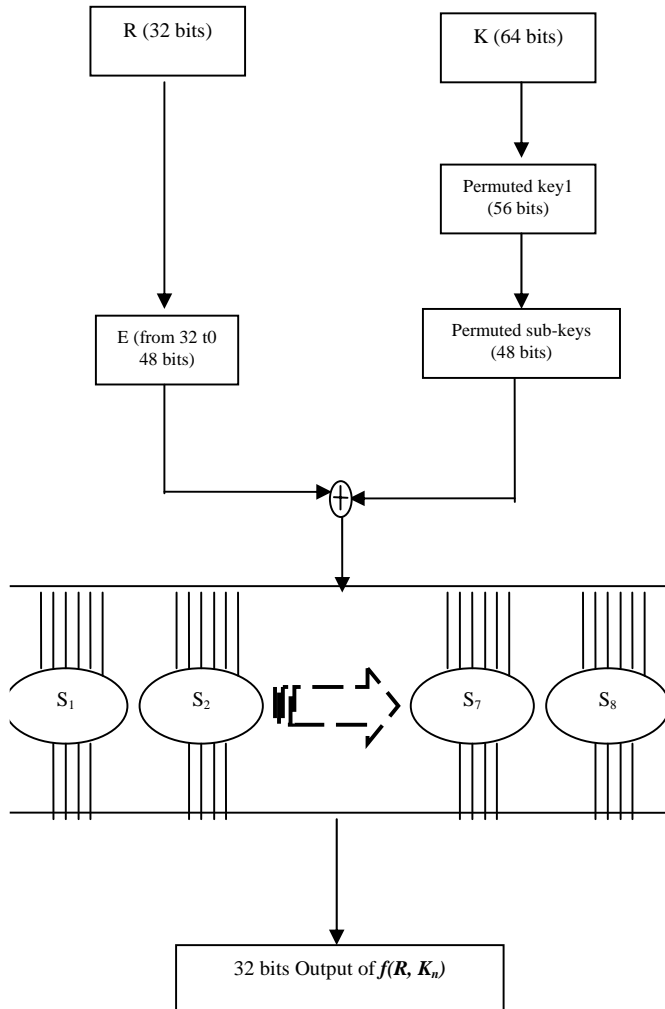 R (32 bits)
K (64 bits)
Permuted key1
(56 bits)
E (from 32 t0
48 bits)
Permuted sub-keys
(48 bits)
S1
S2
S7
S8
32 bits Output of f(R, Kn)